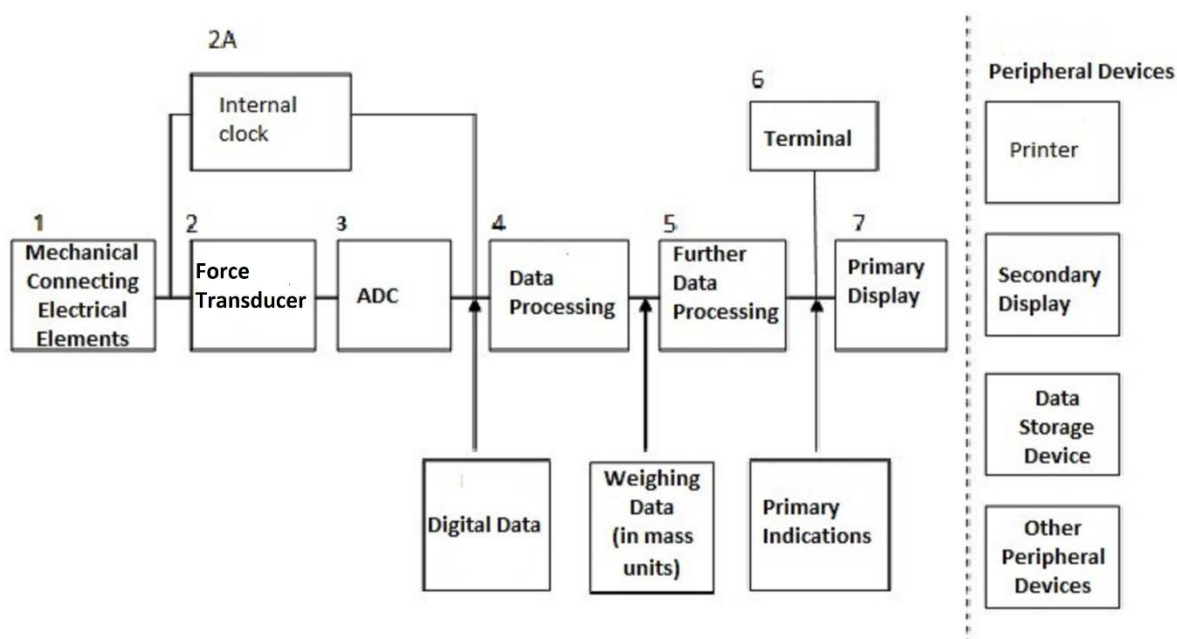 2A
Internal
clock
6
Terminal
1
Mechanical
Connecting
Electrical
Elements
2
Force
Transducer
3
ADC
4
Data
Processing
5
Further
Data
Processing
7
Primary
Display
Digital Data
Weighing
Data
(in mass
units)
Primary
Indications
Peripheral Devices
Printer
Secondary
Display
Data
Storage
Device
Other
Peripheral
Devices